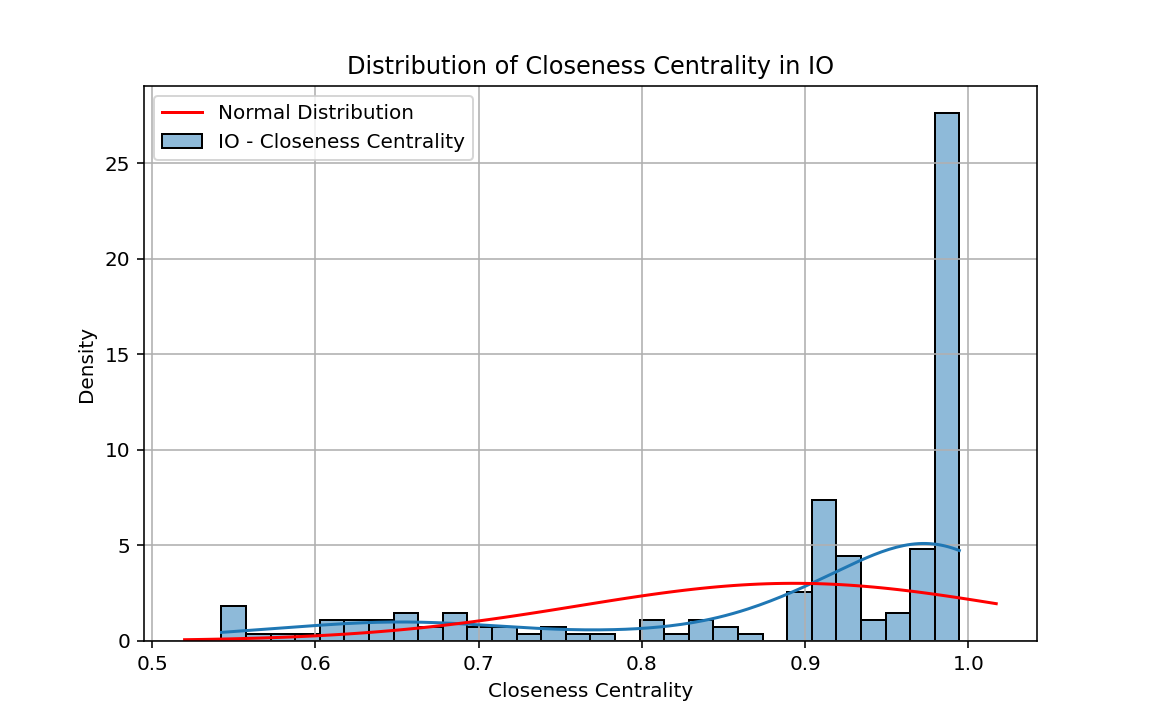 Distribution of Closeness Centrality in IO
Normal Distribution
IO - Closeness Centrality
Density
25
20
15
10
5
0
0.5 0.6 0.7 0.8 0.9 1.0
Closeness Centrality